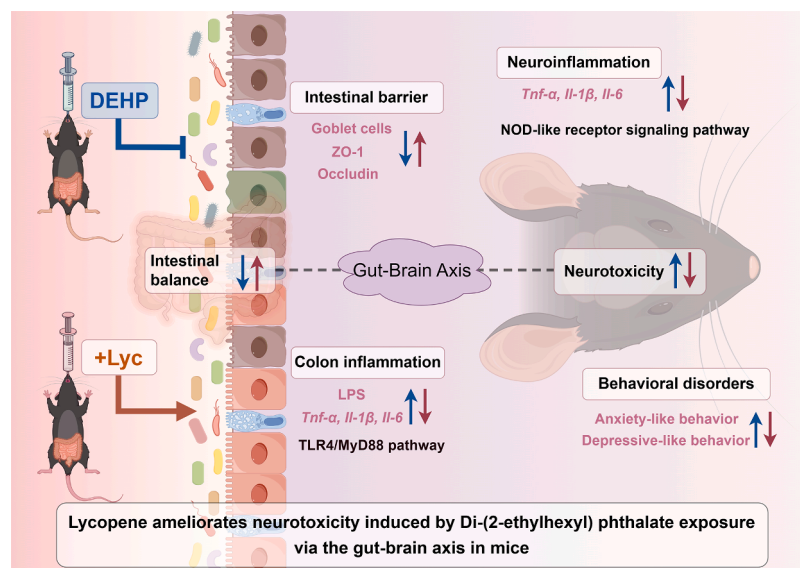 DEHP
Intestinal barrier
Goblet cells
ZO-1
Occludin
Neuroinflammation
Tnf-α, Il-1β, Il-6
NOD-like receptor signaling pathway
Intestinal
balance
Gut-Brain Axis
Neurotoxicity
+Lyc
Colon inflammation
LPS
Tnf-α, Il-1β, Il-6
TLR4/MyD88 pathway
Behavioral disorders
Anxiety-like behavior
Depressive-like behavior
Lycopene ameliorates neurotoxicity induced by Di-(2-ethylhexyl) phthalate exposure
via the gut-brain axis in mice